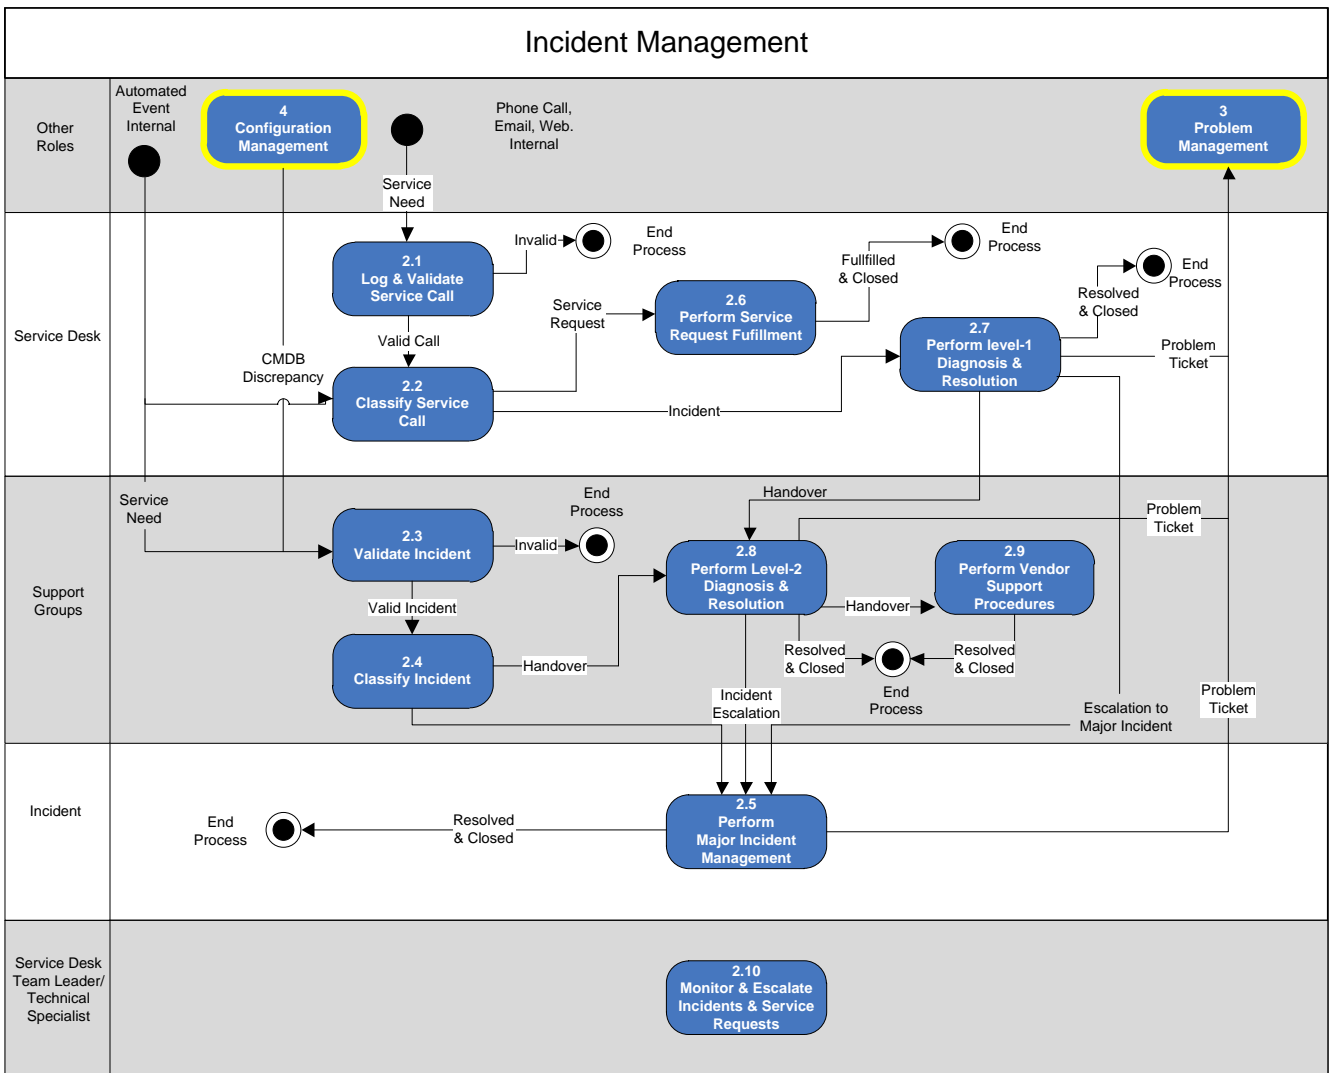 Incident Management
Other
Roles
Automated
Event
Internal
4
Configuration
Management
Phone Call,
Email, Web.
Internal
3
Problem
Management
Service
Need
Service Desk
2.1
Log & Validate
Service Call
Invalid
End
Process
Valid Call
CMDB
Discrepancy
2.2
Classify Service
Call
Service
Request
2.6
Perform Service
Request Fufillment
Fullfilled
& Closed
End
Process
Incident
2.7
Perform level-1
Diagnosis &
Resolution
Resolved
& Closed
End
Process
Problem
Ticket
Support
Groups
Service
Need
2.3
Validate Incident
Invalid
End
Process
Valid Incident
2.4
Classify Incident
Handover
Handover
2.8
Perform Level-2
Diagnosis &
Resolution
Handover
2.9
Perform Vendor
Support
Procedures
Problem
Ticket
Resolved
& Closed
Resolved
& Closed
End
Process
Incident
Escalation
Escalation to
Major Incident
Problem
Ticket
Incident
End
Process
Resolved
& Closed
2.5
Perform
Major Incident
Management
Service Desk
Team Leader/
Technical
Specialist
2.10
Monitor & Escalate
Incidents & Service
Requests